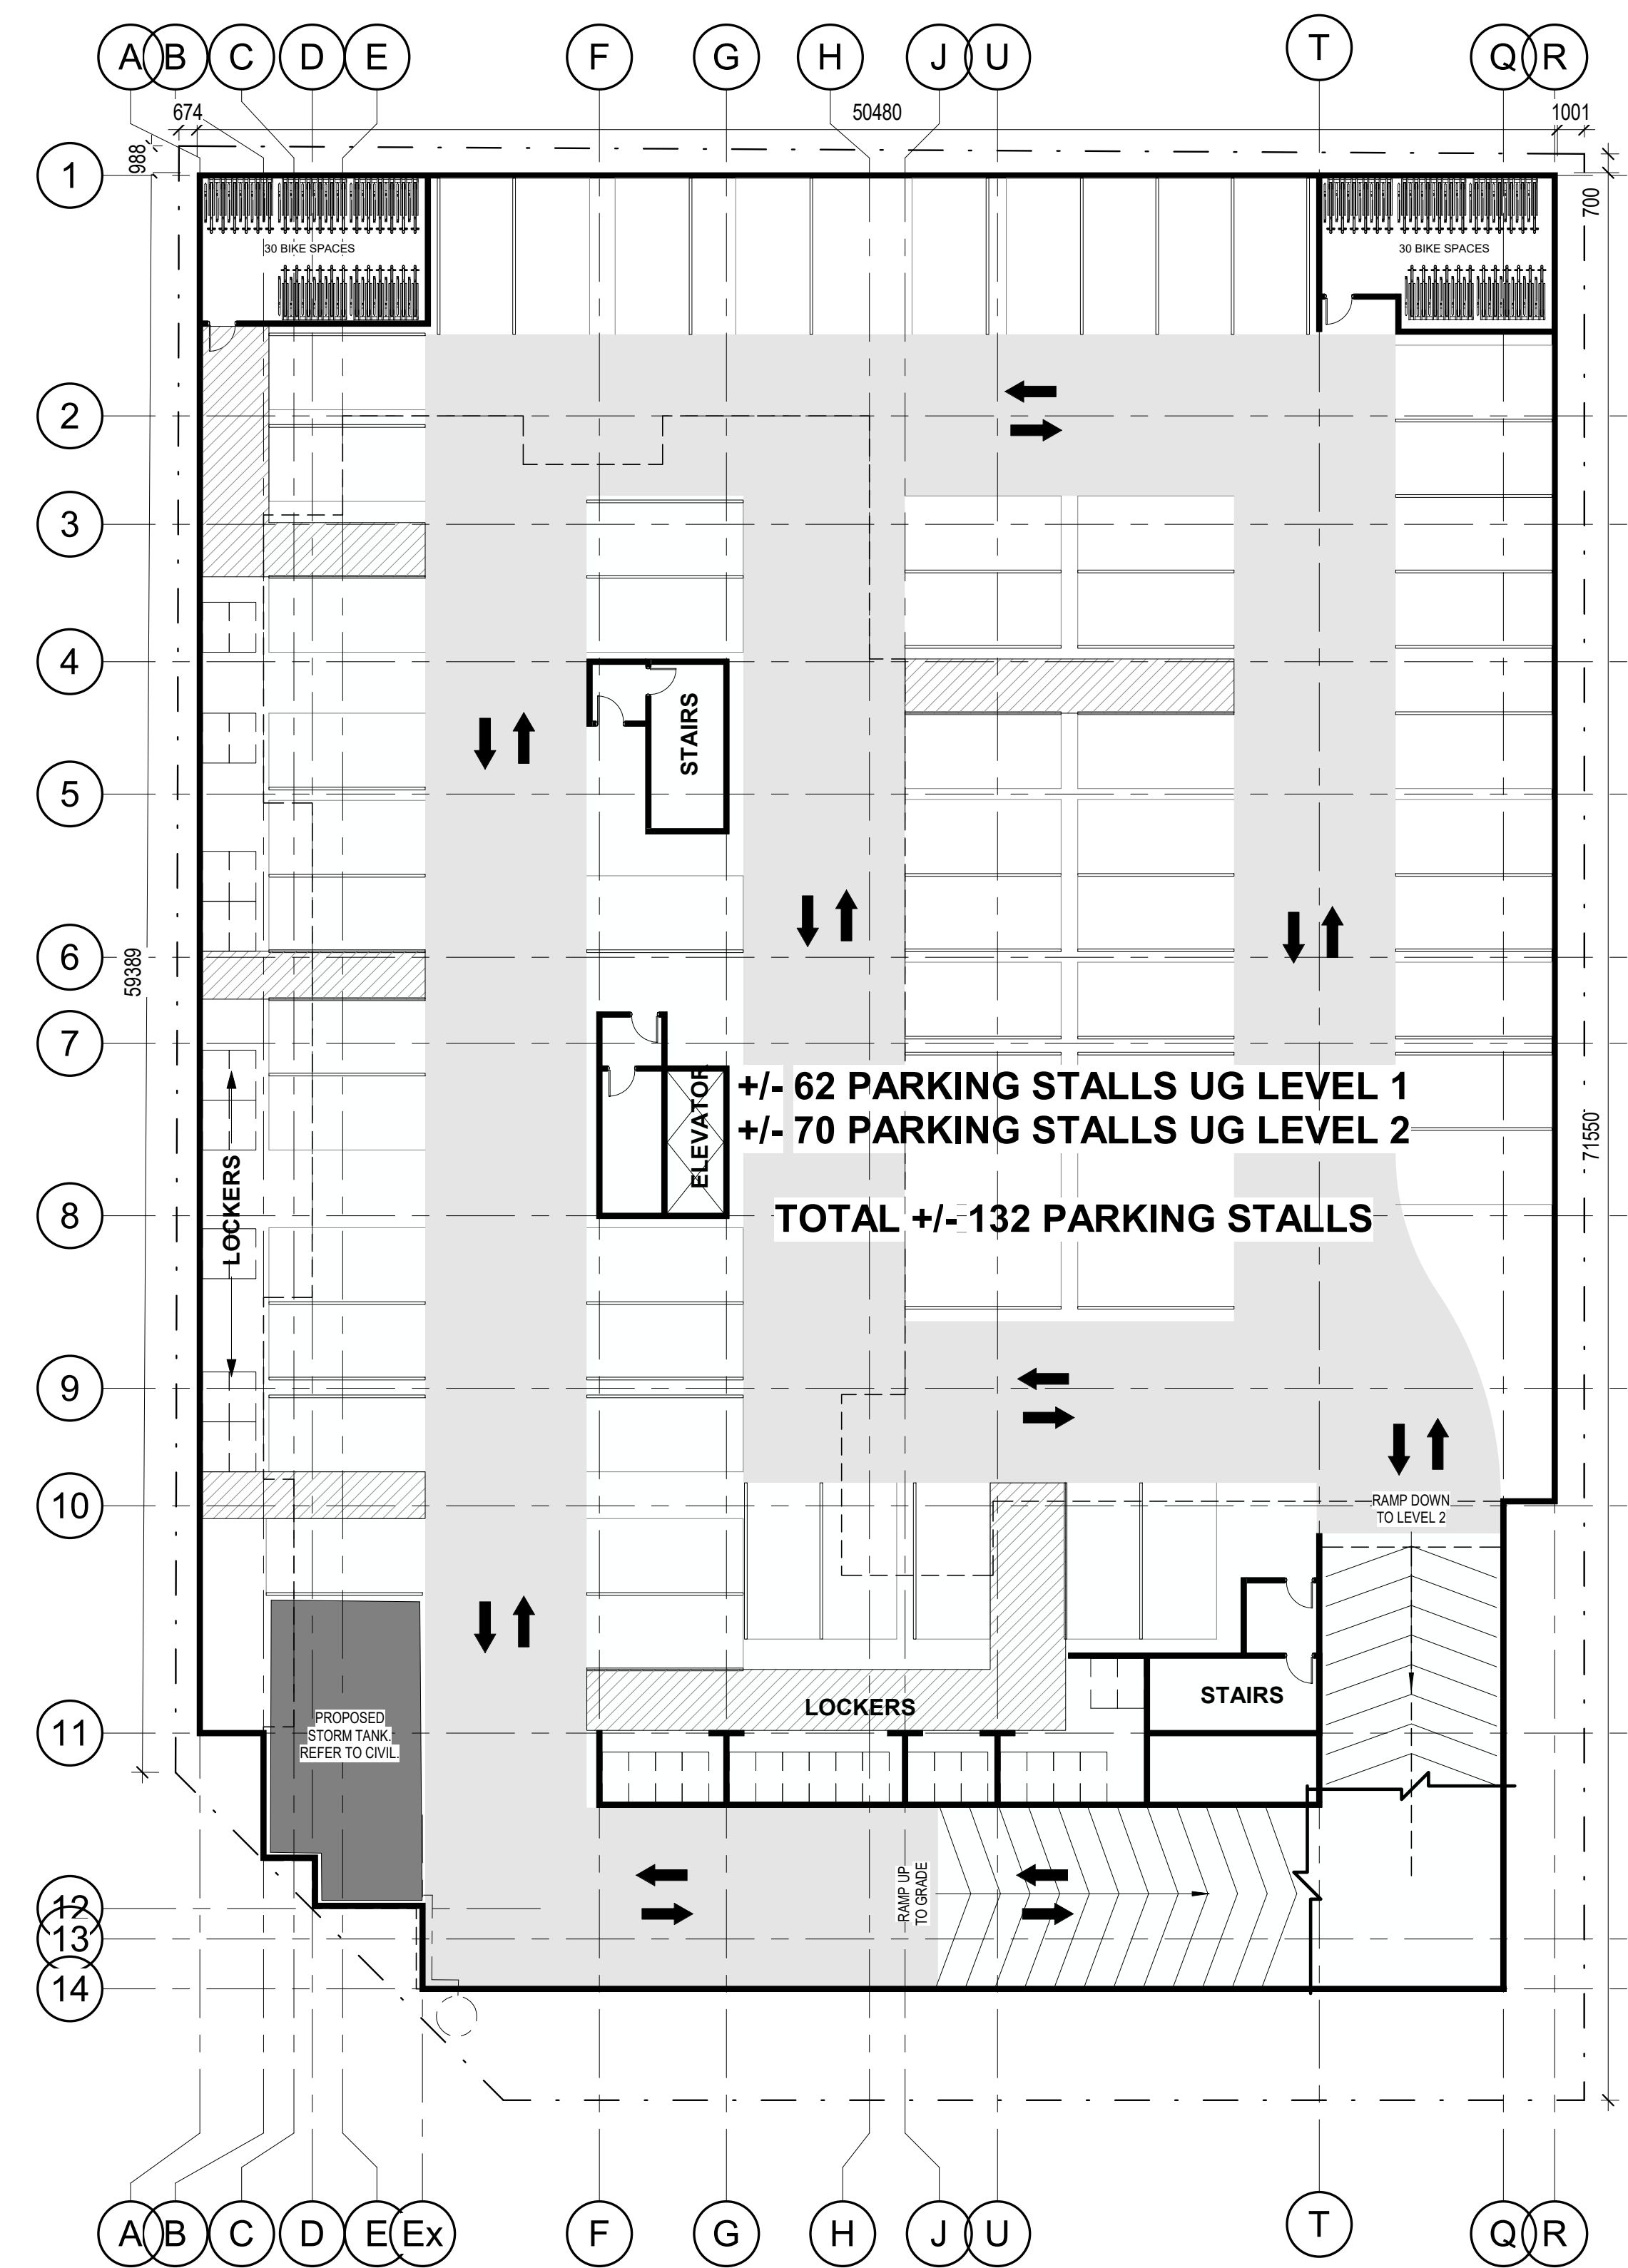 A B C D E F G H J U T Q R
674 50480 1001
988
1
700
30 BIKE SPACES 30 BIKE SPACES
2
3
4
STAIRS
5
6
59389
7
ELEVATOR
+/- 62 PARKING STALLS UG LEVEL 1
+/- 70 PARKING STALLS UG LEVEL 2
71550
LOCKERS
8
TOTAL +/- 132 PARKING STALLS
9
10
RAMP DOWN
TO LEVEL 2
STAIRS
LOCKERS
11
PROPOSED
STORM TANK.
REFER TO CIVIL.
RAMP UP
TO GRADE
12
13
14
A B C D E Ex F G H J U T Q R